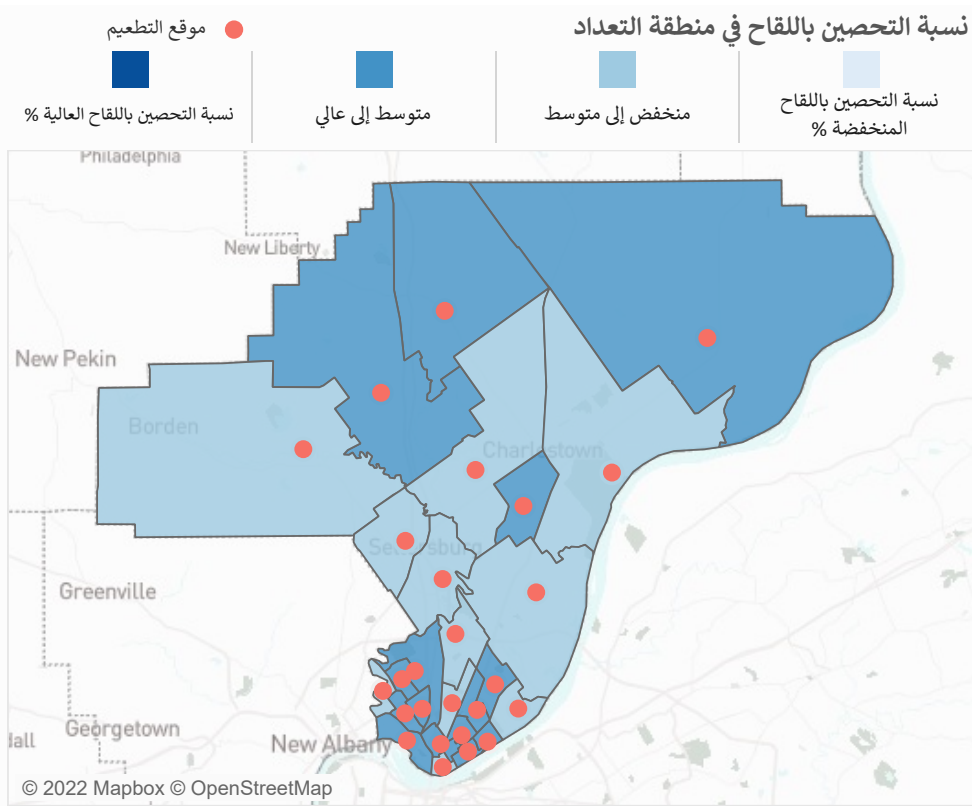 نسبة التحصين باللقاح في منطقة التعداد
موقع التطعيم
نسبة التحصين باللقاح
المنخفضة %
منخفض إلى متوسط
متوسط إلى عالي
نسبة التحصين باللقاح العالية %
Philadelphia
New Liberty
New Pekin
Borden
Charlestown
Sellersburg
Greenville
Georgetown
dall
New Albany
© 2022 Mapbox © OpenStreetMap